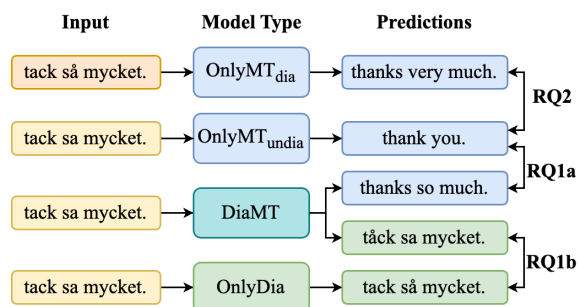 Input Model Type Predictions
tack så mycket. OnlyMTdia thanks very much.
RQ2
tack sa mycket. OnlyMTundia thank you.
RQ1a
thanks so much.
tack sa mycket. DiaMT
tåck sa mycket.
RQ1b
tack sa mycket. OnlyDia tack så mycket.